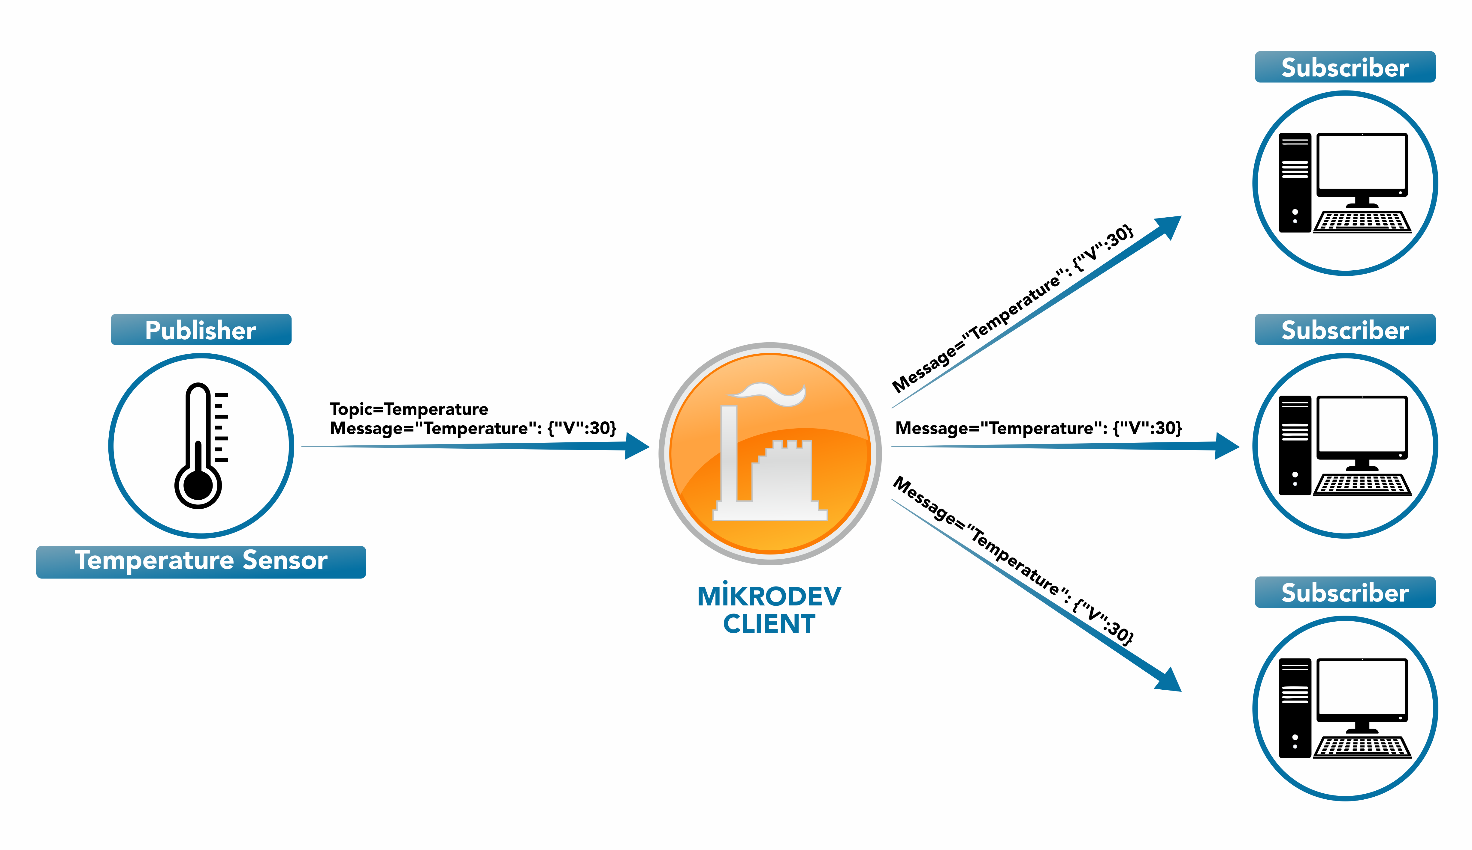 Subscriber
Message="Temperature": {"V":30}
Publisher
Subscriber
Topic=Temperature
Message="Temperature": {"V":30}
Message="Temperature": {"V":30}
Message="Temperature": {"V":30}
Temperature Sensor
MİKRODEV
CLIENT
Subscriber